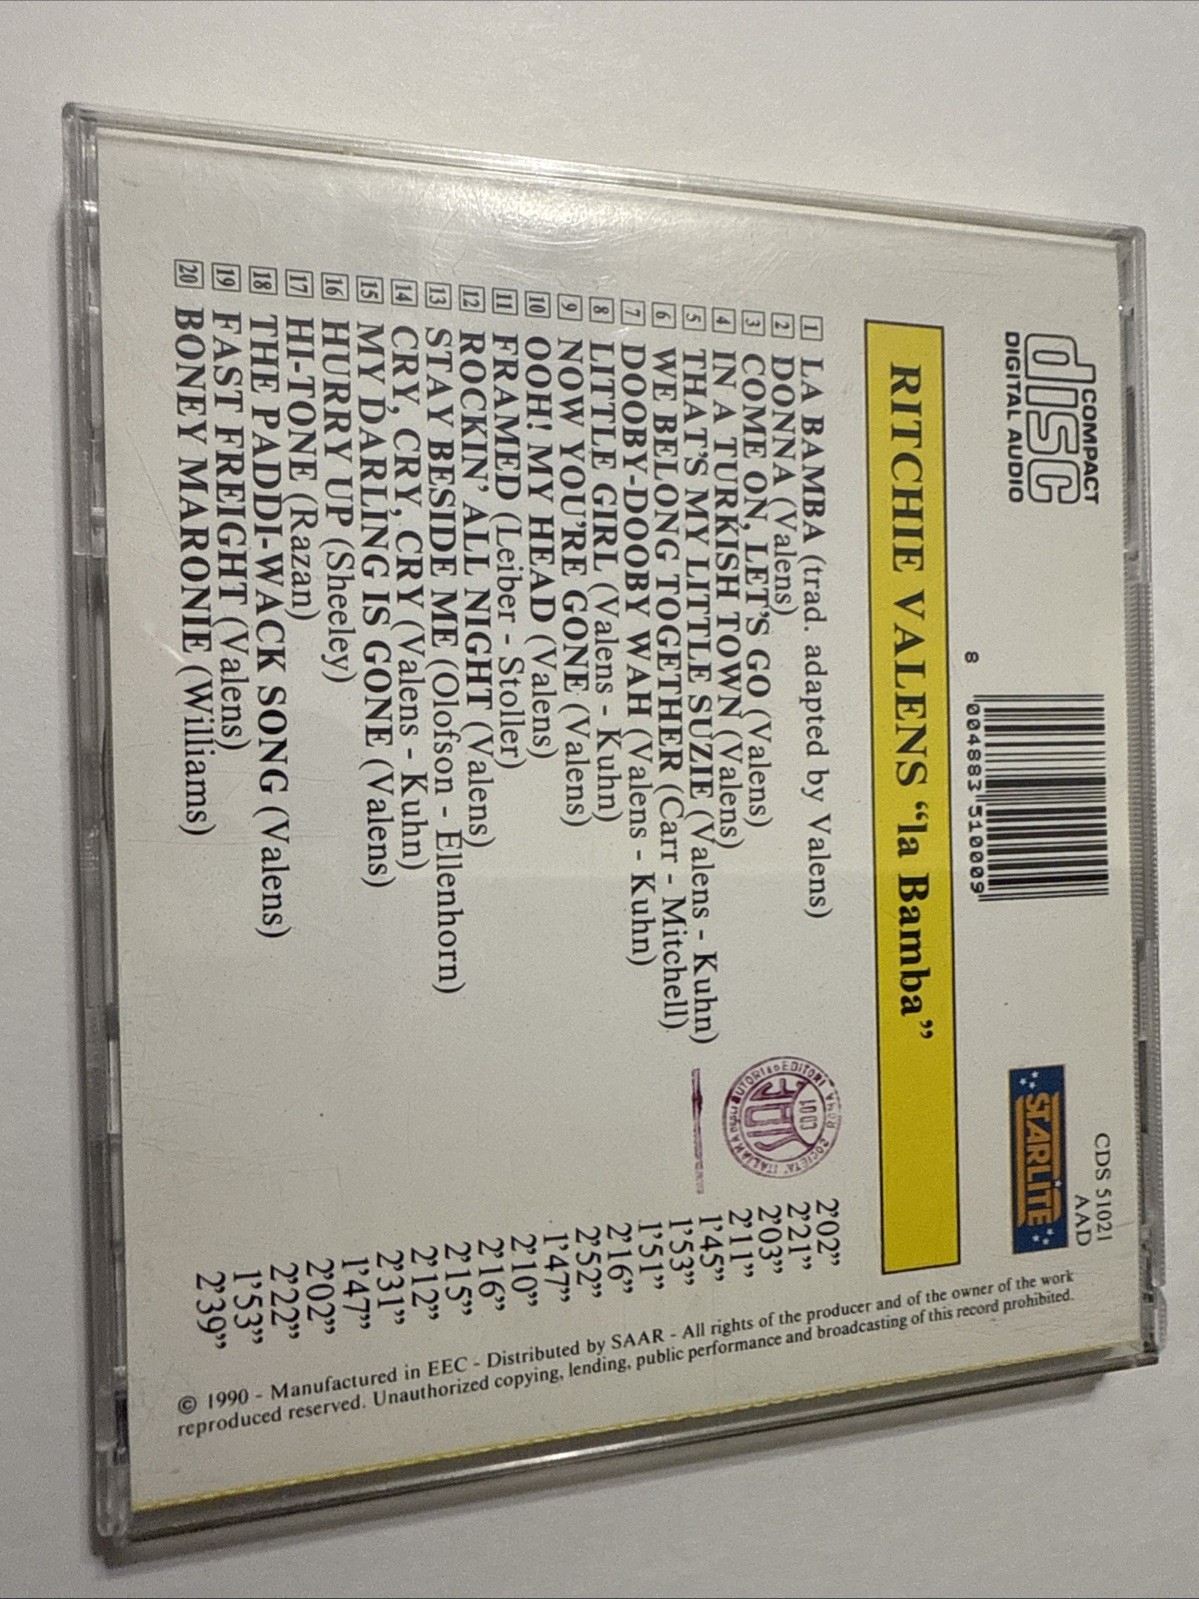 COMPACT
disc
DIGITAL AUDIO
8 004883 510009
CDS 51021
AAD
STARLITE
RITCHIE VALENS “la Bamba”
1 LA BAMBA (trad. adapted by Valens) 2’02”
2 DONNA (Valens) 2’21”
3 COME ON, LET’S GO (Valens) 2’03”
4 IN A TURKISH TOWN (Valens) 2’11”
5 THAT’S MY LITTLE SUZIE (Valens - Kuhn) 1’45”
6 WE BELONG TOGETHER (Carr - Mitchell) 1’53”
7 DOOBY-DOOBY WAH (Valens - Kuhn) 1’51”
8 LITTLE GIRL (Valens - Kuhn) 2’16”
9 NOW YOU’RE GONE (Valens) 2’52”
10 OOH! MY HEAD (Valens) 1’47”
11 FRAMED (Leiber - Stoller) 2’10”
12 ROCKIN’ ALL NIGHT (Valens) 2’16”
13 STAY BESIDE ME (Olofson - Ellenhorn) 2’15”
14 CRY, CRY, CRY (Valens - Kuhn) 2’12”
15 MY DARLING IS GONE (Valens) 2’31”
16 HURRY UP (Sheeley) 1’47”
17 HI-TONE (Razan) 2’02”
18 THE PADDI-WACK SONG (Valens) 2’22”
19 FAST FREIGHT (Valens) 1’53”
20 BONEY MARONIE (Williams) 2’39”
ROMA SOCIETA’ ITALIANA AUTORI ED EDITORI
SIAE
© 1990 - Manufactured in EEC - Distributed by SAAR - All rights of the producer and of the owner of the work
reproduced reserved. Unauthorized copying, lending, public performance and broadcasting of this record prohibited.